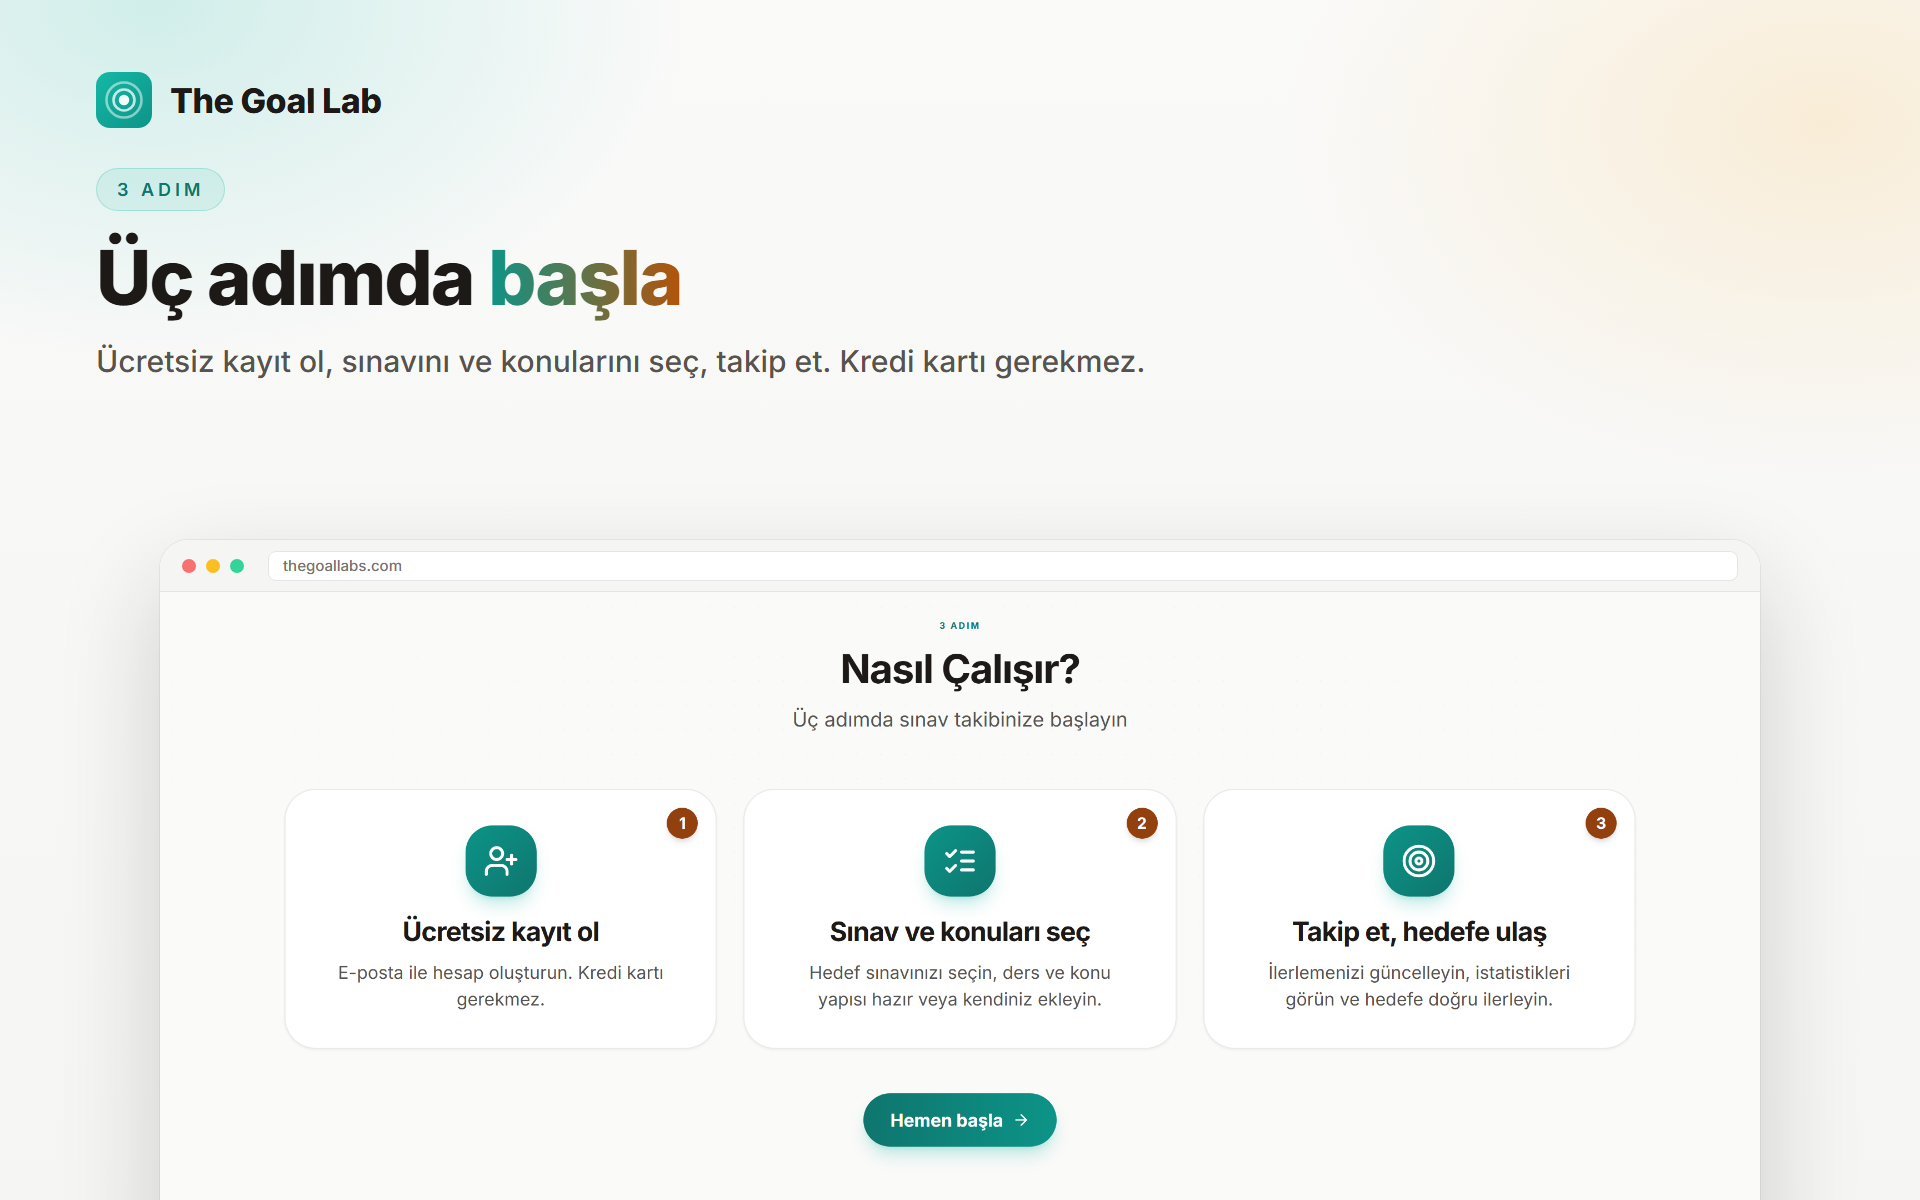 The Goal Lab
3 ADIM
Üç adımda başla
Ücretsiz kayıt ol, sınavını ve konularını seç, takip et. Kredi kartı gerekmez.
thegoallabs.com
3 ADIM
Nasıl Çalışır?
Üç adımda sınav takibinize başlayın
1
Ücretsiz kayıt ol
E-posta ile hesap oluşturun. Kredi kartı
gerekmez.
2
Sınav ve konuları seç
Hedef sınavınızı seçin, ders ve konu
yapısı hazır veya kendiniz ekleyin.
3
Takip et, hedefe ulaş
İlerlemenizi güncelleyin, istatistikleri
görün ve hedefe doğru ilerleyin.
Hemen başla